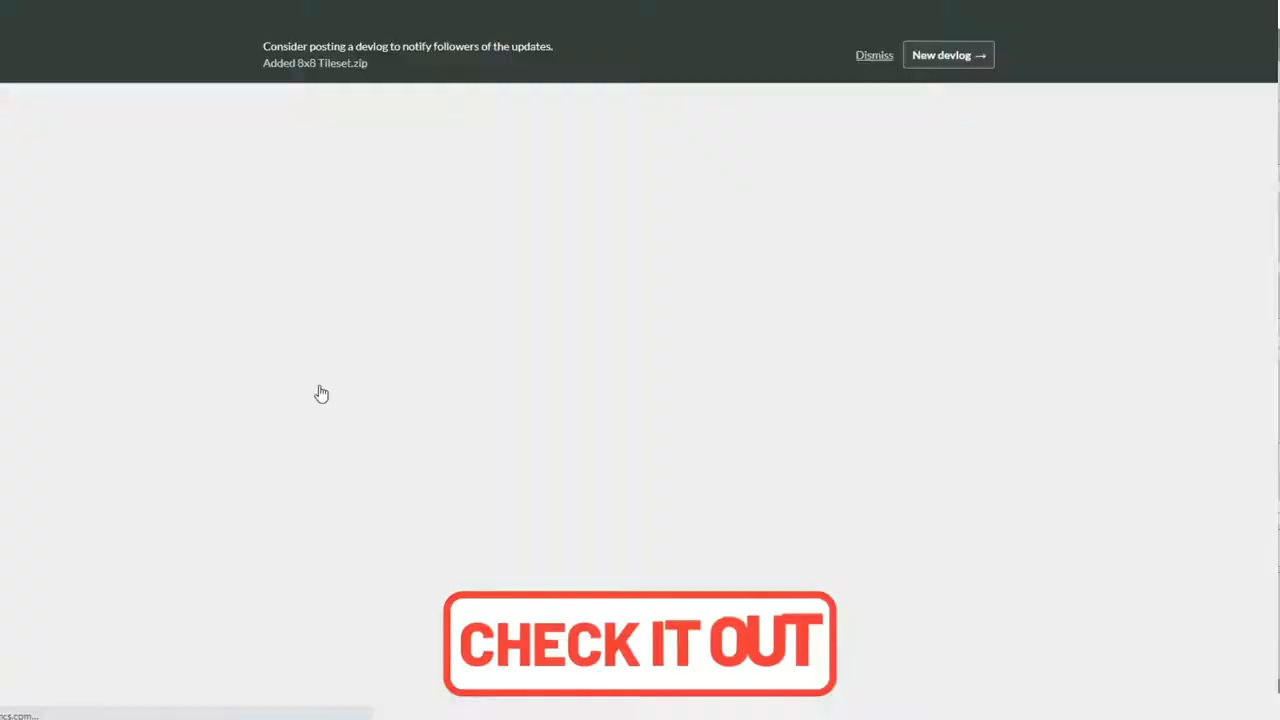 Consider posting a devlog to notify followers of the updates.
Added 8x8 Tileset.zip
Dismiss
New devlog →
CHECK IT OUT